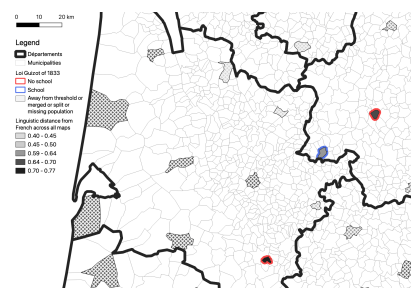 0 10 20 km
Legend
Départements
Municipalities
Loi Guizot of 1833
No school
School
Away from threshold or
merged or split or
missing population
Linguistic distance from
French across all maps
0.40 - 0.45
0.45 - 0.50
0.59 - 0.64
0.64 - 0.70
0.70 - 0.77